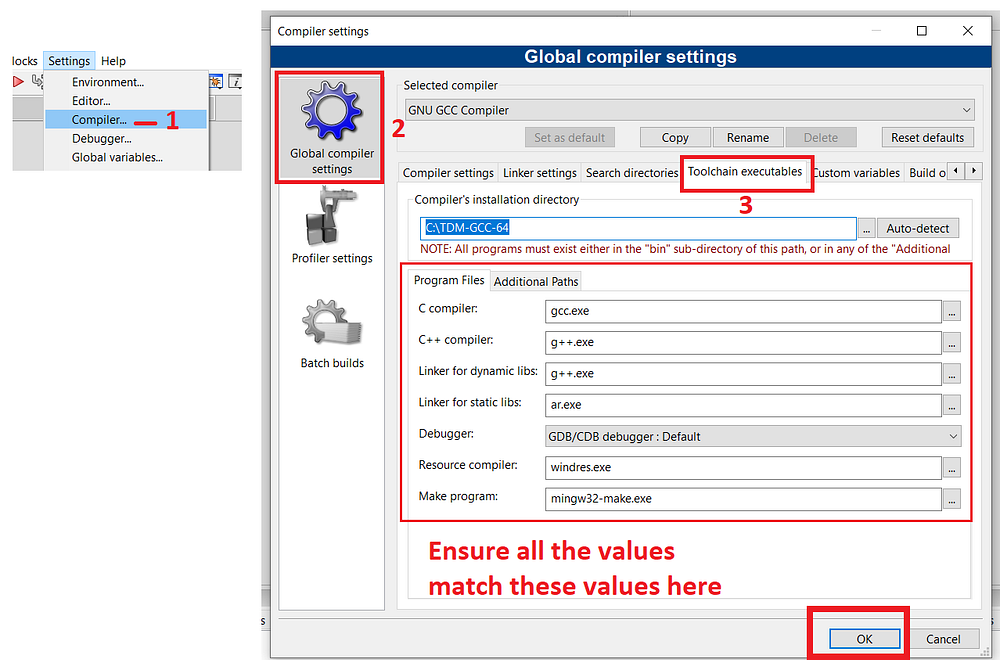 locks Settings Help
Environment...
Editor...
Compiler... 1
Debugger...
Global variables...
Compiler settings
Global compiler settings
Global compiler
settings
2
Profiler settings
Batch builds
Selected compiler
GNU GCC Compiler
Set as default Copy Rename Delete Reset defaults
Compiler settings Linker settings Search directories Toolchain executables Custom variables Build o
3
Compiler's installation directory
C:\TDM-GCC-64 ... Auto-detect
NOTE: All programs must exist either in the "bin" sub-directory of this path, or in any of the "Additional
Program Files Additional Paths
C compiler: gcc.exe ...
C++ compiler: g++.exe ...
Linker for dynamic libs: g++.exe ...
Linker for static libs: ar.exe ...
Debugger: GDB/CDB debugger : Default
Resource compiler: windres.exe ...
Make program: mingw32-make.exe ...
Ensure all the values
match these values here
s
OK Cancel